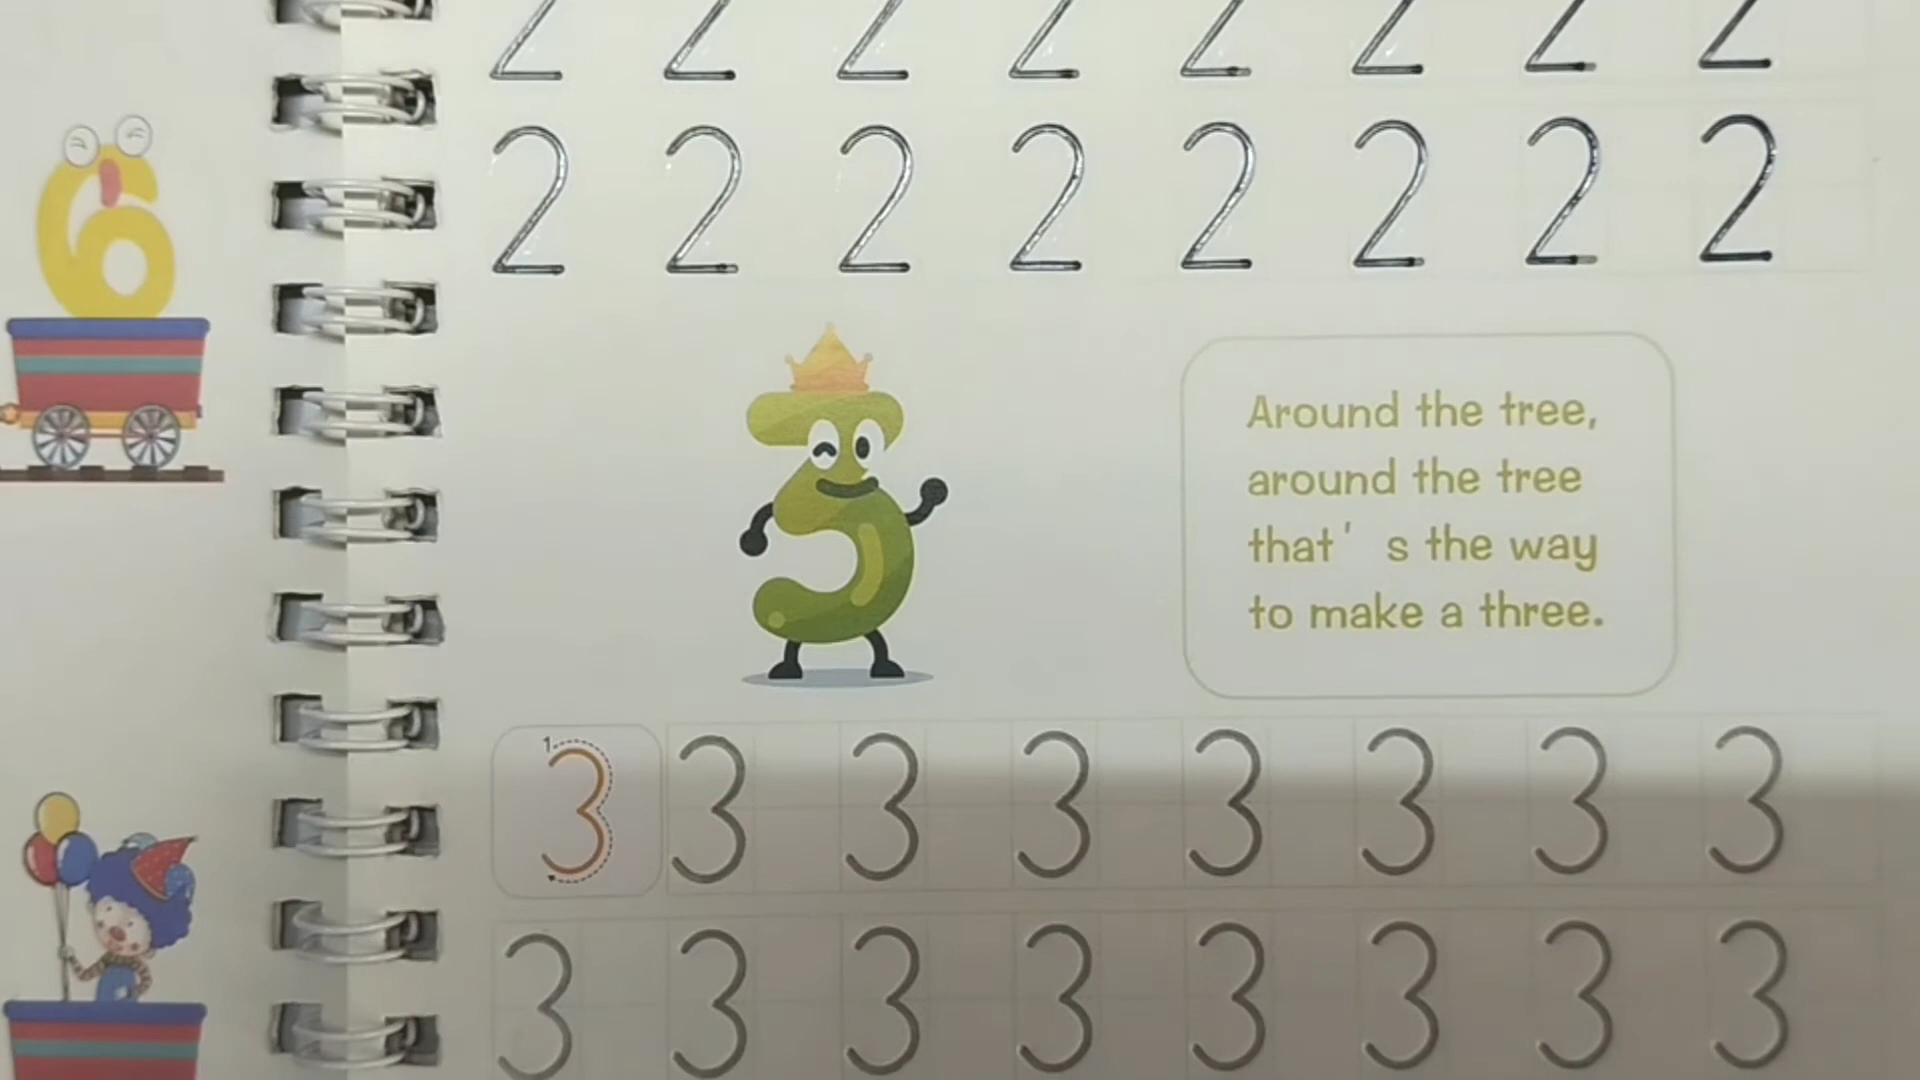 2 2 2 2 2 2 2 2
2 2 2 2 2 2 2 2
6
3
Around the tree,
around the tree
that's the way
to make a three.
1 3 3 3 3 3 3 3 3
3 3 3 3 3 3 3 3